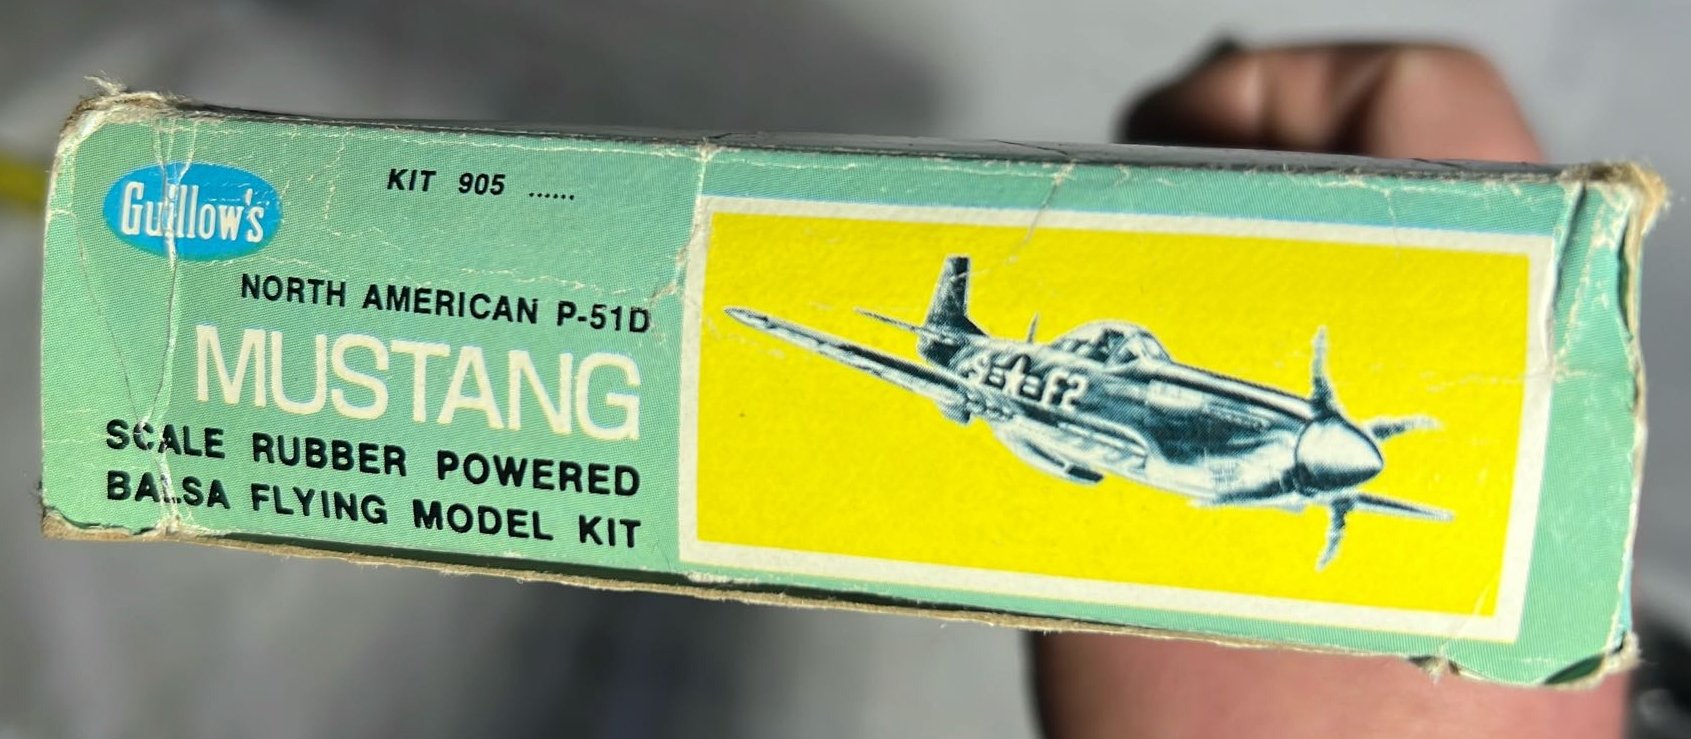 Guillow's
KIT 905 ......
NORTH AMERICAN P-51D
MUSTANG
SCALE RUBBER POWERED
BALSA FLYING MODEL KIT